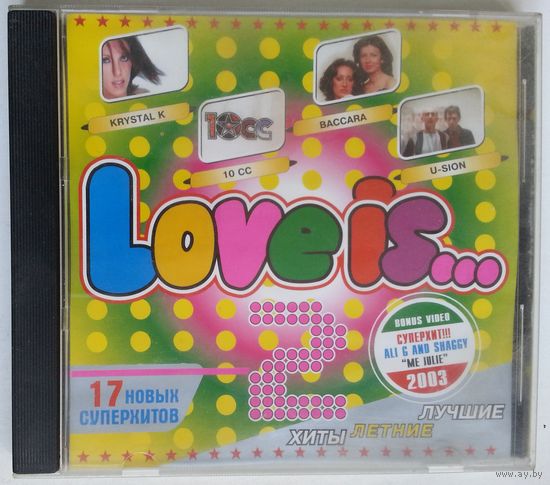 KRYSTAL K
10cc
10 CC
BACCARA
U-SION
Love is...
2
BONUS VIDEO
СУПЕРХИТ!!!
ALI G AND SHAGGY
"ME JULIE"
2003
17 НОВЫХ
СУПЕРХИТОВ
ЛУЧШИЕ
ХИТЫ ЛЕТНИЕ
www.ay.by